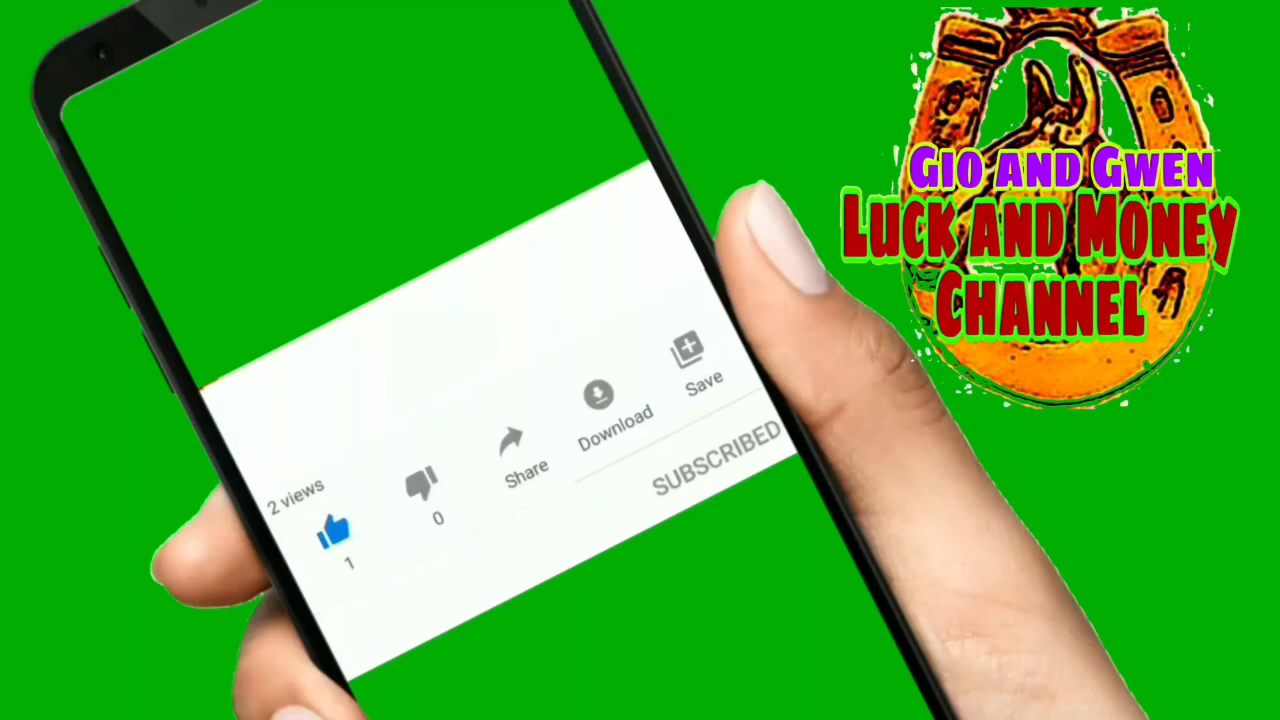 Gio and Gwen
Luck and Money
Channel
2 views
1
0
Share
Download
Save
SUBSCRIBED